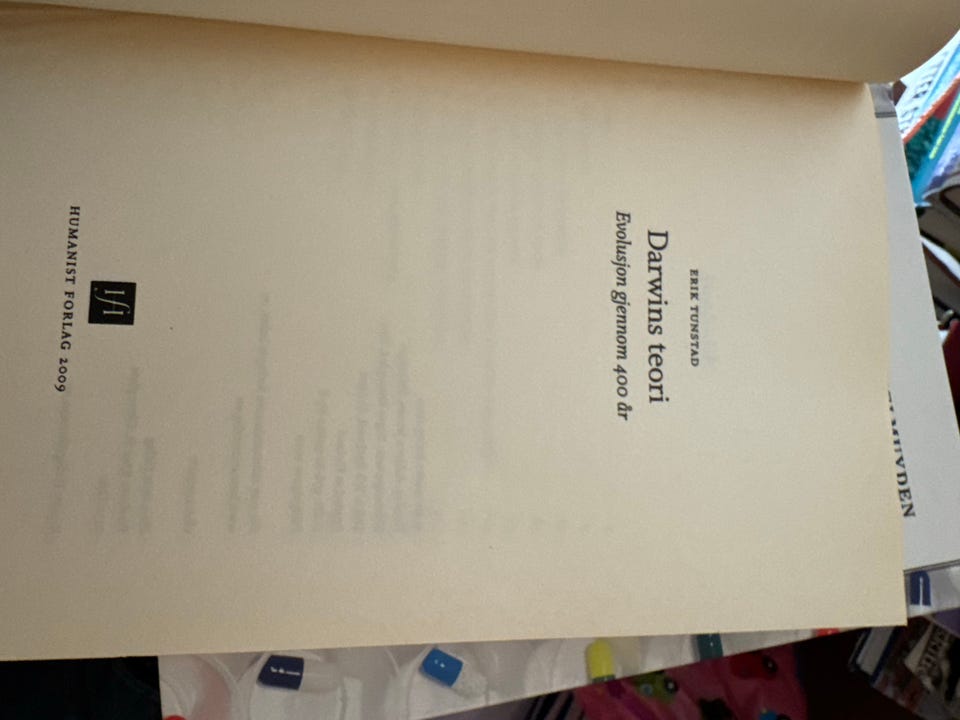 ERIK TUNSTAD
Darwins teori
Evolusjon gjennom 400 år
HUMANIST FORLAG 2009